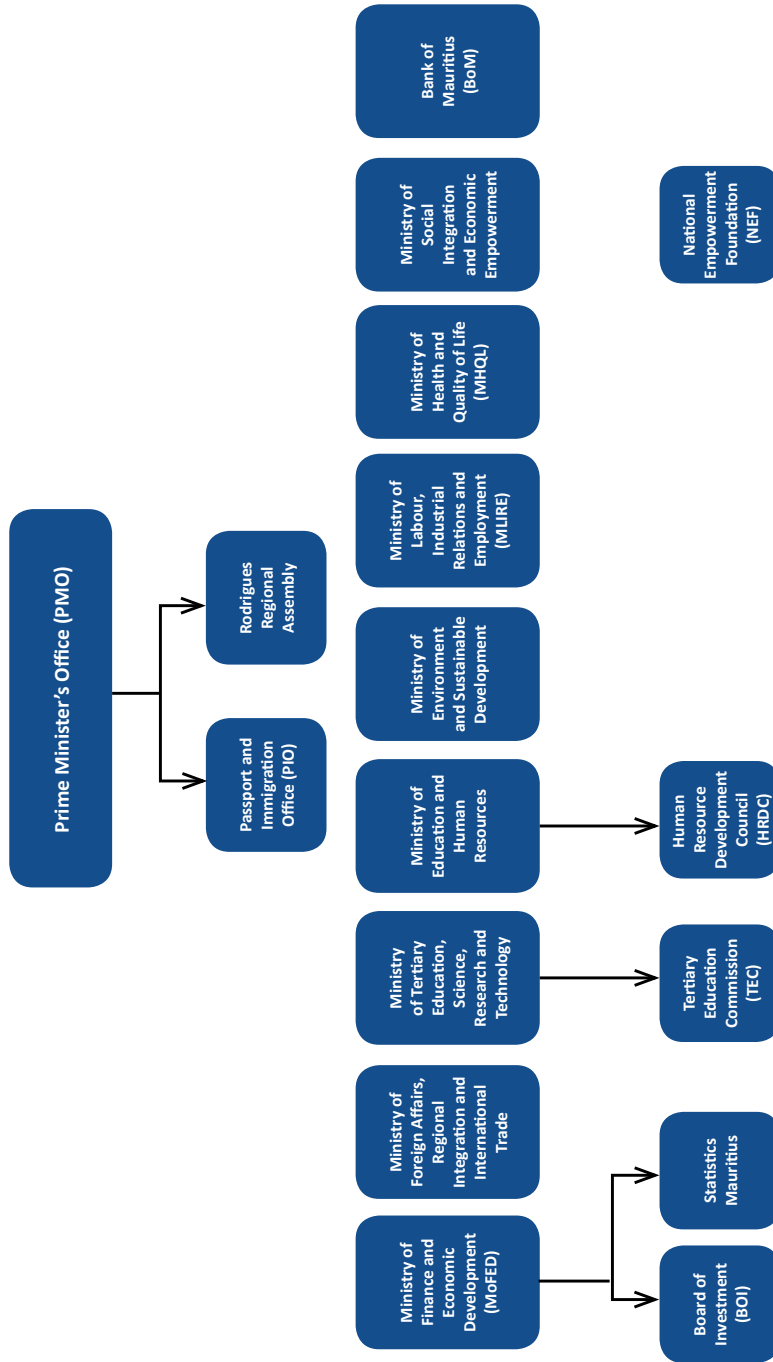 Prime Minister's Office (PMO)
Passport and
Immigration
Office (PIO)
Rodrigues
Regional
Assembly
Ministry of
Finance and
Economic
Development
(MoFED)
Ministry of
Foreign Affairs,
Regional
Integration and
International
Trade
Ministry
of Tertiary
Education,
Science,
Research and
Technology
Ministry of
Education and
Human
Resources
Ministry of
Environment
and Sustainable
Development
Ministry of
Labour,
Industrial
Relations and
Employment
(MLIRE)
Ministry of
Health and
Quality of Life
(MHQL)
Ministry of
Social
Integration
and Economic
Empowerment
Bank of
Mauritius
(BoM)
Board of
Investment
(BOI)
Statistics
Mauritius
Tertiary
Education
Commission
(TEC)
Human
Resource
Development
Council
(HRDC)
National
Empowerment
Foundation
(NEF)